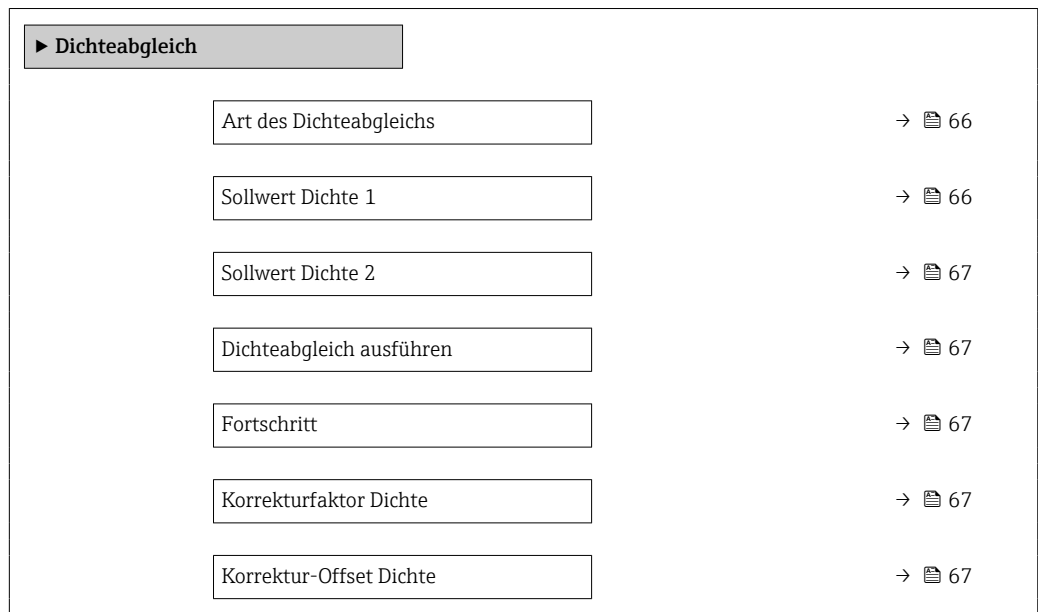 ▶ Dichteabgleich
Art des Dichteabgleichs → 66
Sollwert Dichte 1 → 66
Sollwert Dichte 2 → 67
Dichteabgleich ausführen → 67
Fortschritt → 67
Korrekturfaktor Dichte → 67
Korrektur-Offset Dichte → 67